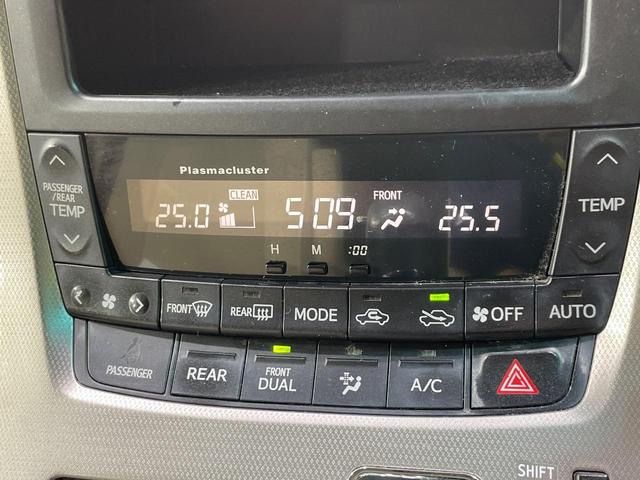 Plasmacluster
PASSENGER
/REAR
TEMP
CLEAN
FRONT
25.0
5:09
25.5
TEMP
H M :00
FRONT
REAR
MODE
OFF
AUTO
PASSENGER
REAR
FRONT
DUAL
A/C
SHIFT